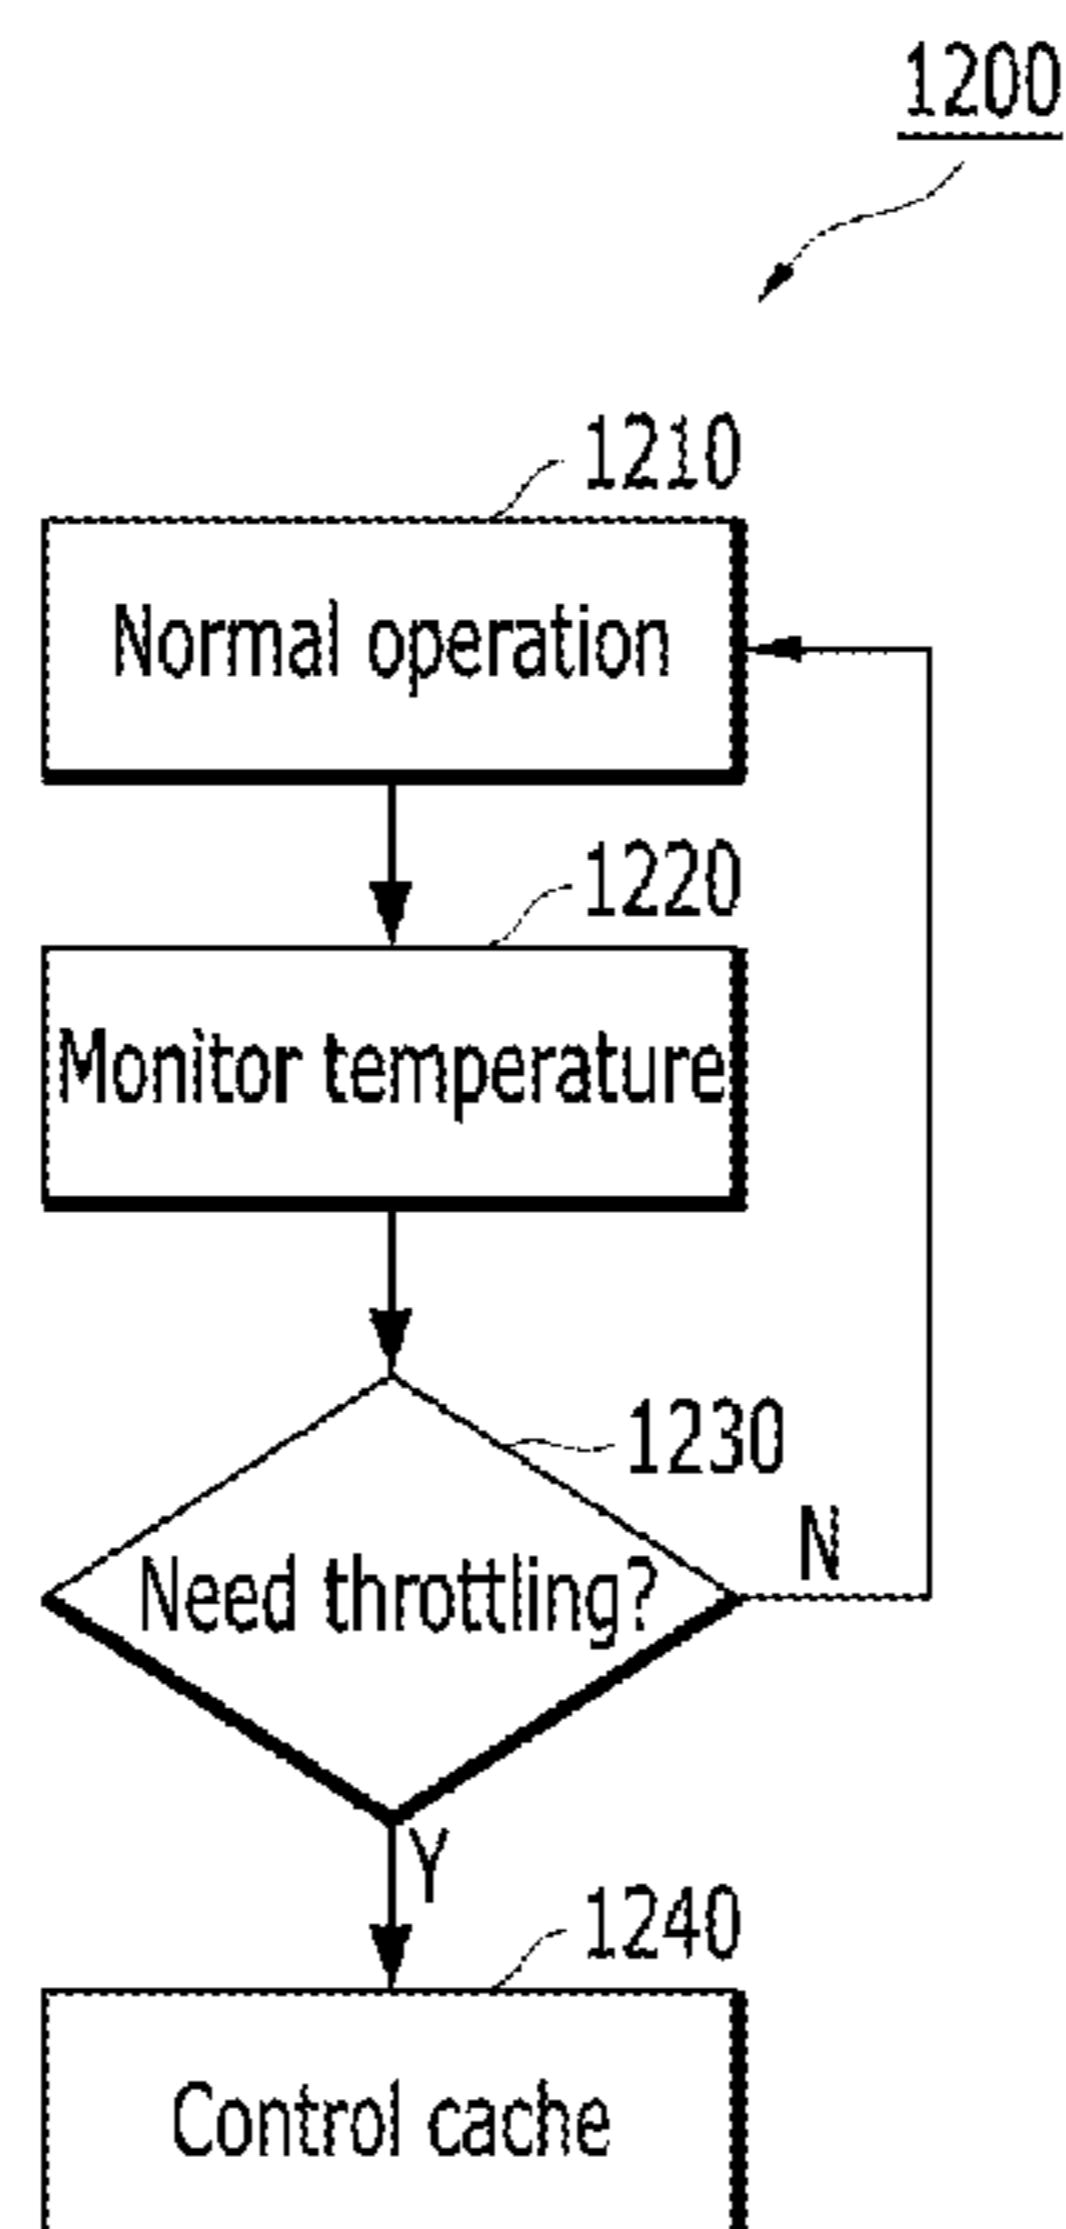 1200
1210
Normal operation
1220
Monitor temperature
1230
N
Need throttling?
Y
1240
Control cache